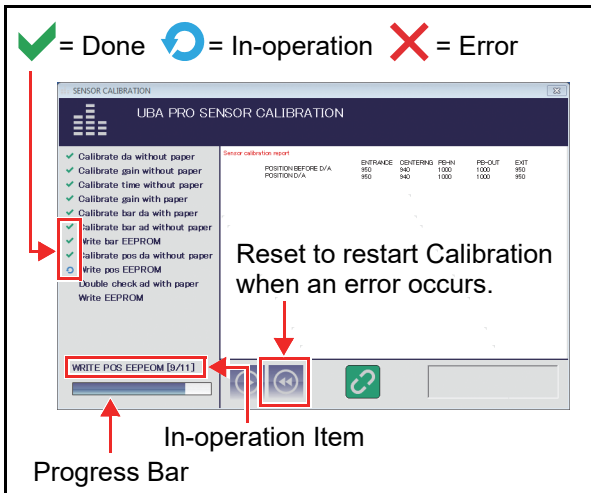 = Done = In-operation = Error
SENSOR CALIBRATION
UBA PRO SENSOR CALIBRATION
Calibrate da without paper
Calibrate gain without paper
Calibrate time without paper
Calibrate gain with paper
Calibrate bar da with paper
Calibrate bar ad without paper
Write bar EEPROM
Calibrate pos da without paper
Write pos EEPROM
Double check ad with paper
Write EEPROM
WRITE POS EEPEOM [9/11]
Sensor calibration report
ENTRANCE CENTERING PB-IN PB-OUT EXIT
POSITION BEFORE D/A 950 940 1000 1000 950
POSITION D/A 950 940 1000 1000 950
Reset to restart Calibration
when an error occurs.
In-operation Item
Progress Bar